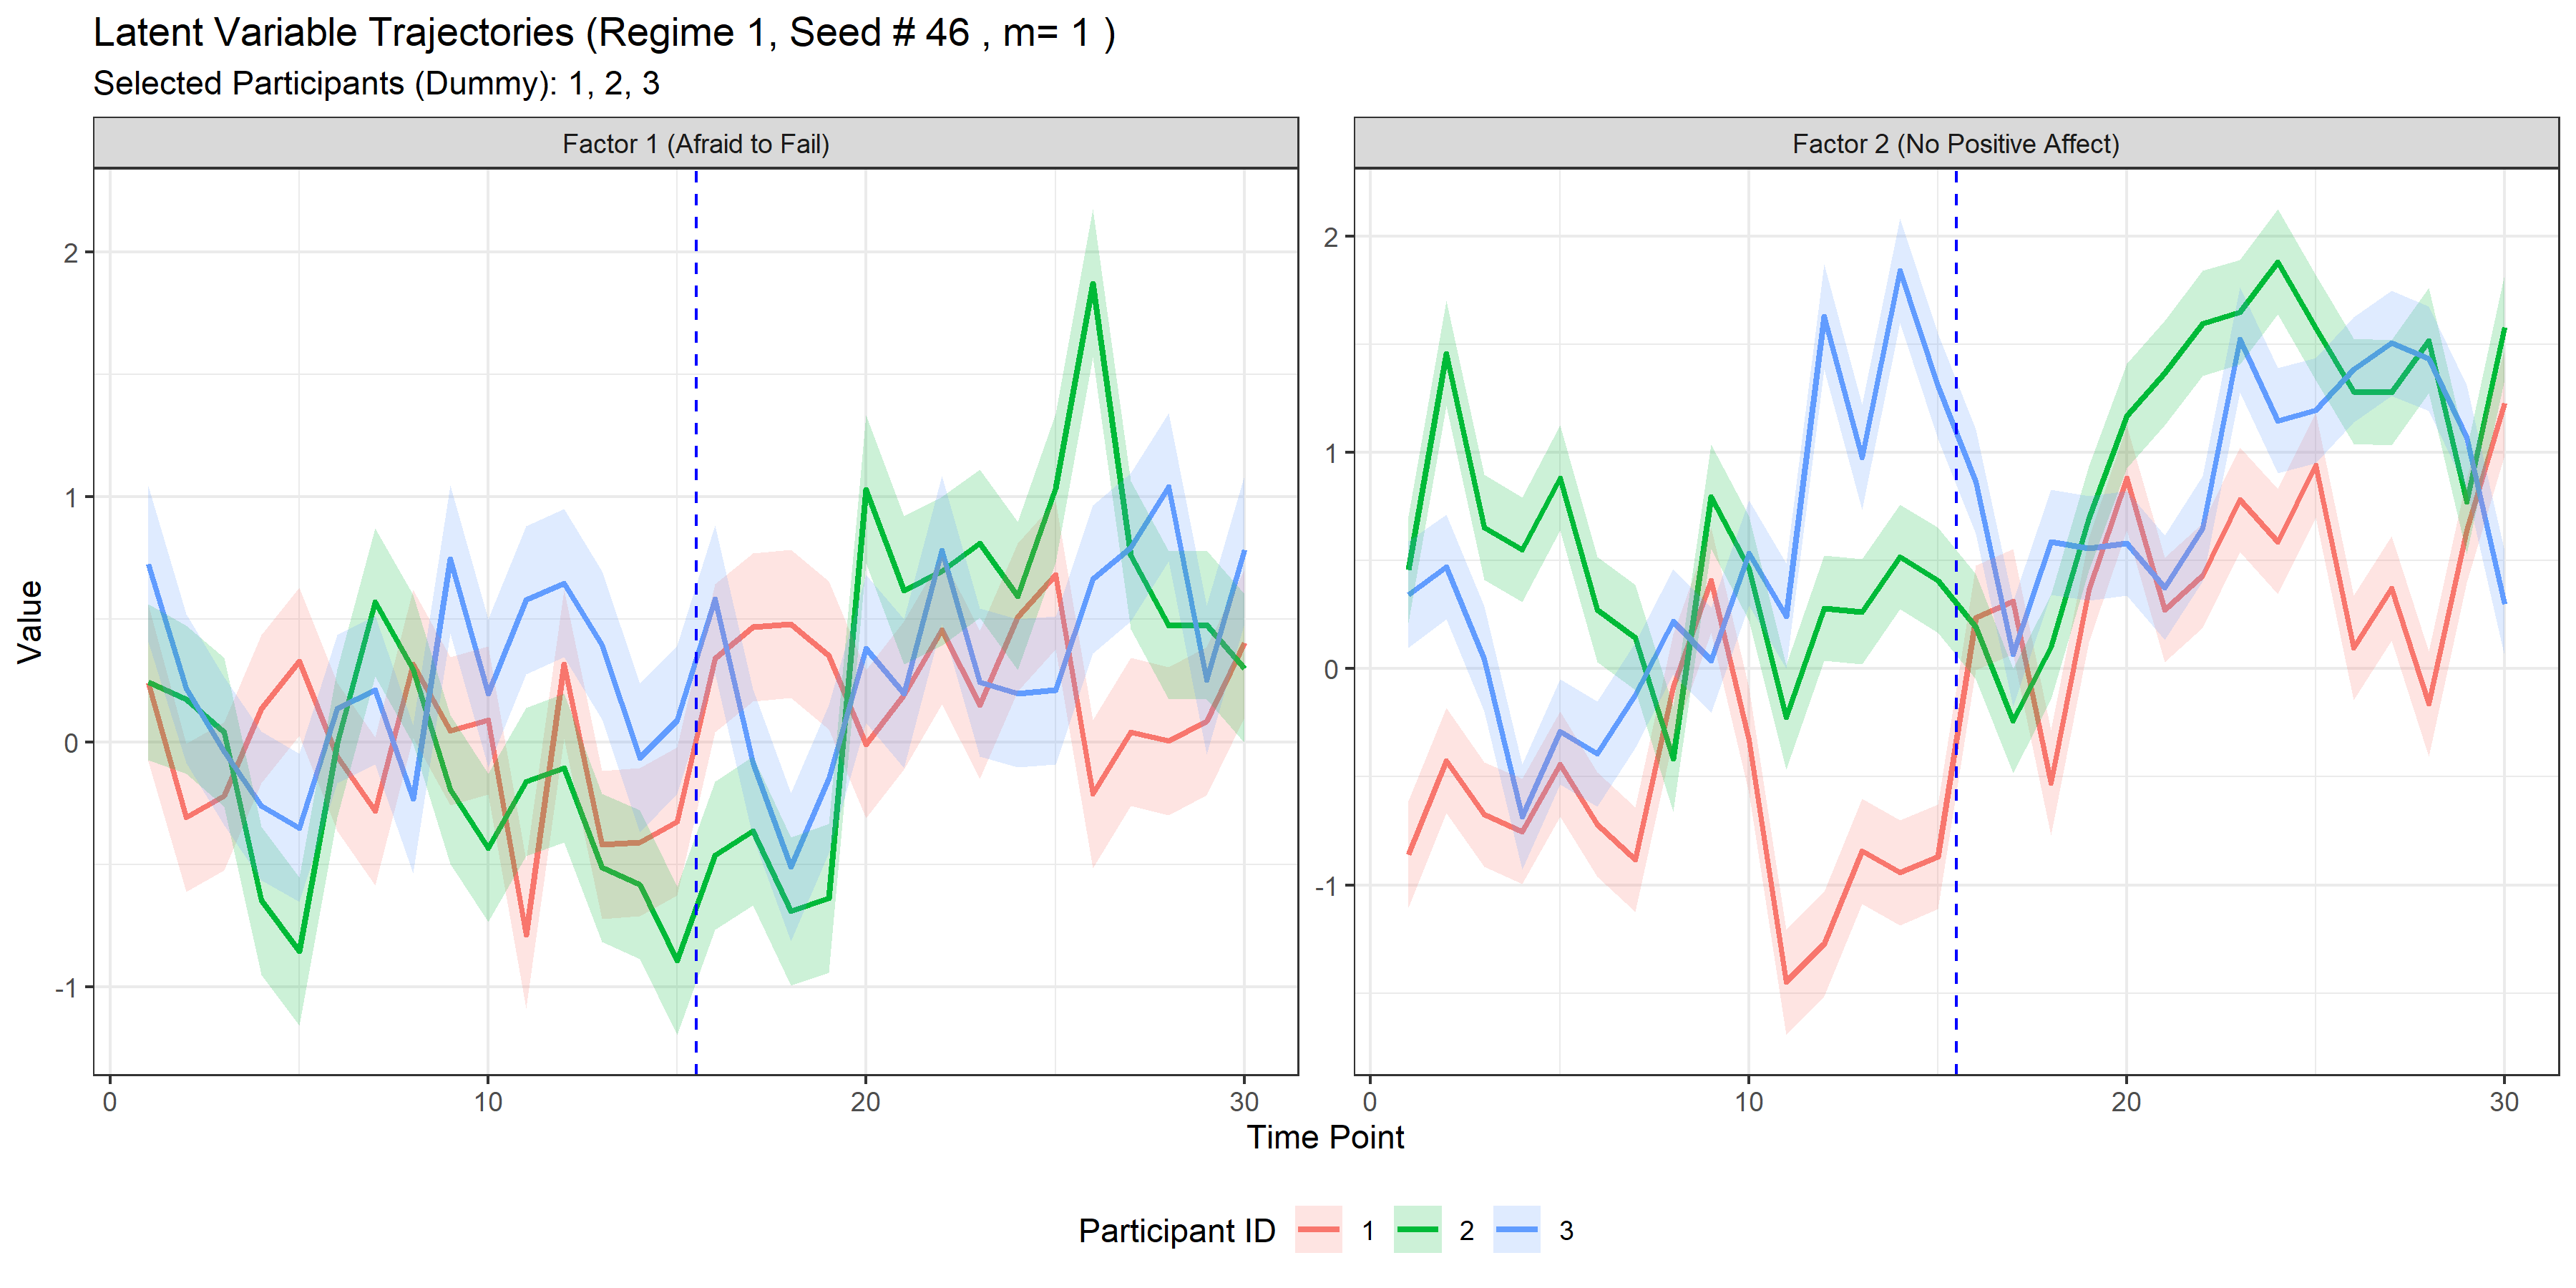 Latent Variable Trajectories (Regime 1, Seed # 46 , m= 1 )
Selected Participants (Dummy): 1, 2, 3
Factor 1 (Afraid to Fail)
Factor 2 (No Positive Affect)
Value
2
1
0
-1
2
1
0
-1
0 10 20 30
0 10 20 30
Time Point
Participant ID 1 2 3